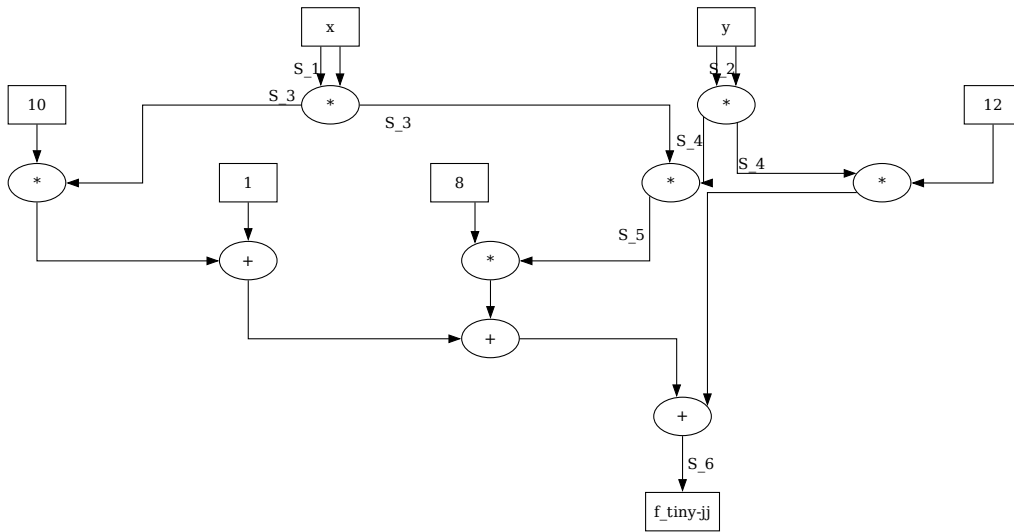 x
y
S_1
S_2
10
S_3
*
*
12
S_3
S_4
S_4
*
1
8
*
*
S_5
+
*
+
+
S_6
f_tiny-jj